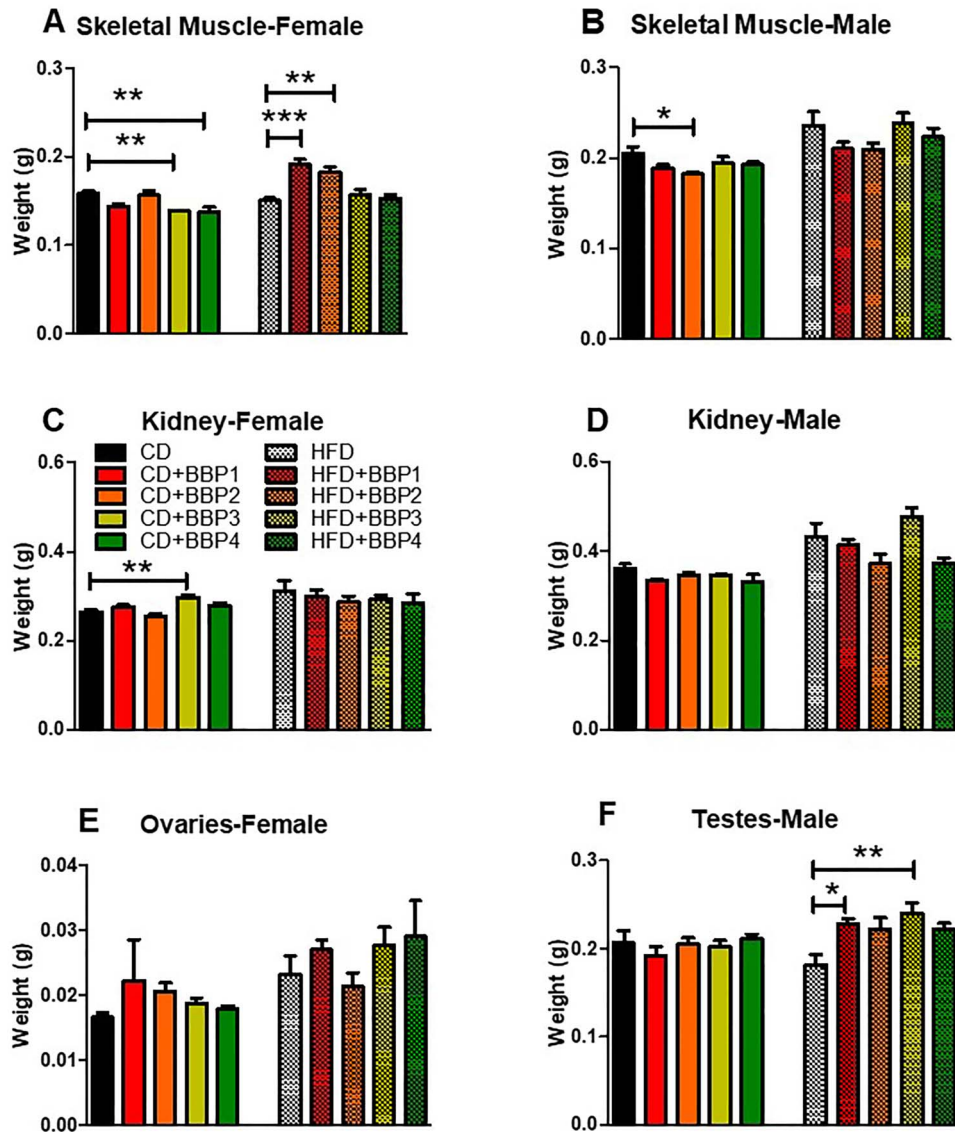 A Skeletal Muscle-Female
Weight (g)
0.3
0.2
0.1
0.0
**
**
**
***
B Skeletal Muscle-Male
Weight (g)
0.3
0.2
0.1
0.0
*
C Kidney-Female
Weight (g)
0.6
0.4
0.2
0.0
CD
CD+BBP1
CD+BBP2
CD+BBP3
CD+BBP4
HFD
HFD+BBP1
HFD+BBP2
HFD+BBP3
HFD+BBP4
**
D Kidney-Male
Weight (g)
0.6
0.4
0.2
0.0
E Ovaries-Female
Weight (g)
0.04
0.03
0.02
0.01
0.00
F Testes-Male
Weight (g)
0.3
0.2
0.1
0.0
**
*